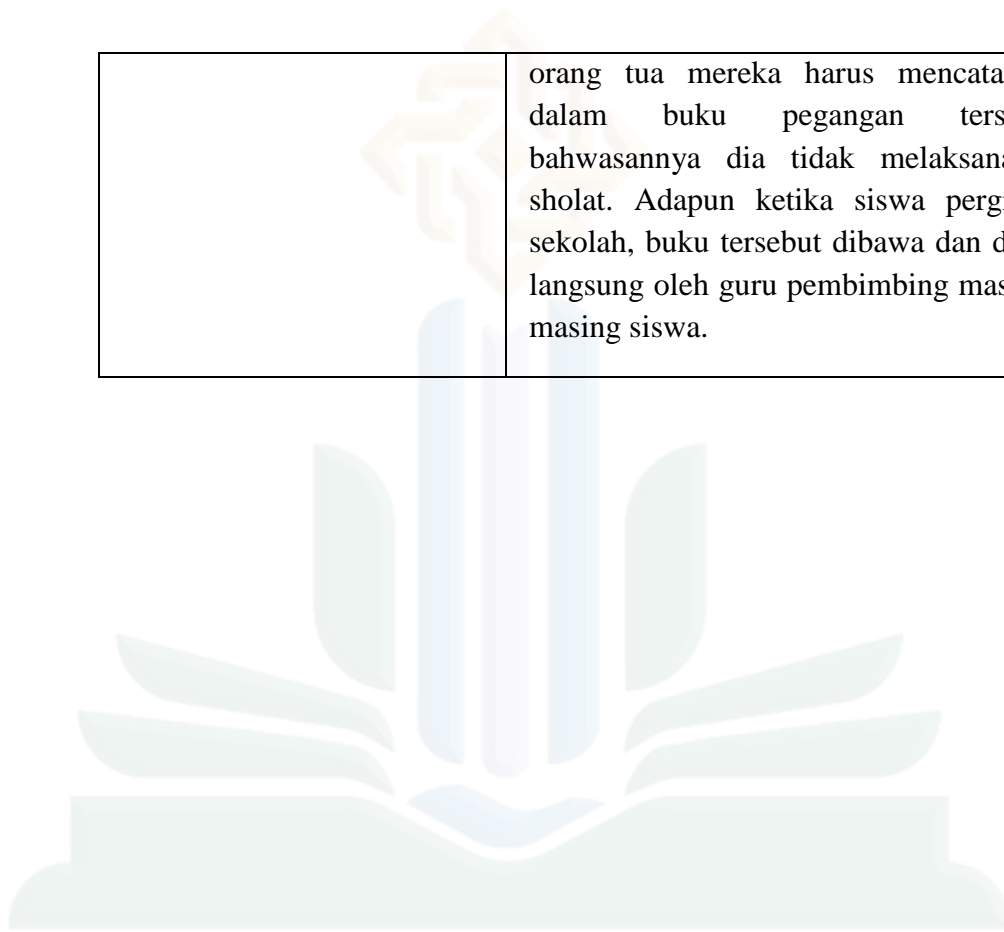 orang tua mereka harus mencata
dalam buku pegangan ters
bahwasannya dia tidak melaksana
sholat. Adapun ketika siswa perg
sekolah, buku tersebut dibawa dan d
langsung oleh guru pembimbing mas
masing siswa.